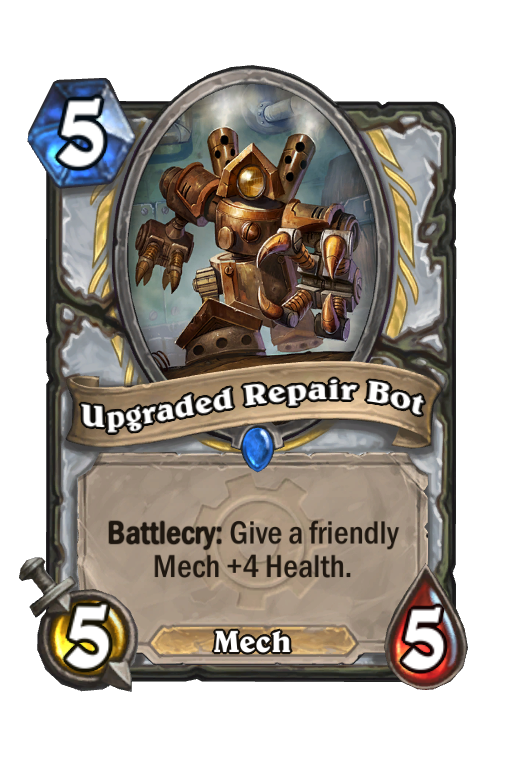 5
Upgraded Repair Bot
Battlecry: Give a friendly
Mech +4 Health.
5
Mech
5